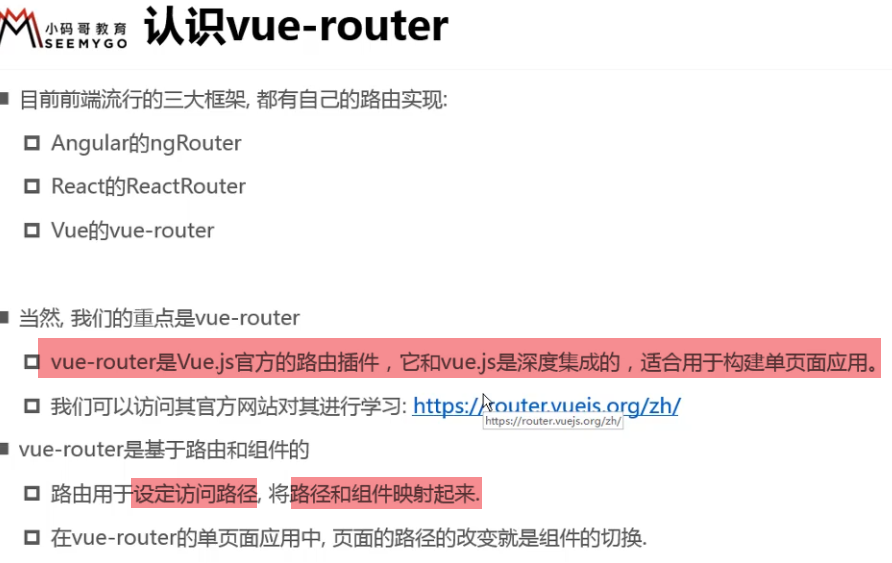 小码哥教育
SEEMYGO
认识vue-router
目前前端流行的三大框架, 都有自己的路由实现:
Angular的ngRouter
React的ReactRouter
Vue的vue-router
当然, 我们的重点是vue-router
vue-router是Vue.js官方的路由插件，它和vue.js是深度集成的，适合用于构建单页面应用。
我们可以访问其官方网站对其进行学习: https://router.vuejs.org/zh/
https://router.vuejs.org/zh/
vue-router是基于路由和组件的
路由用于设定访问路径, 将路径和组件映射起来.
在vue-router的单页面应用中, 页面的路径的改变就是组件的切换.